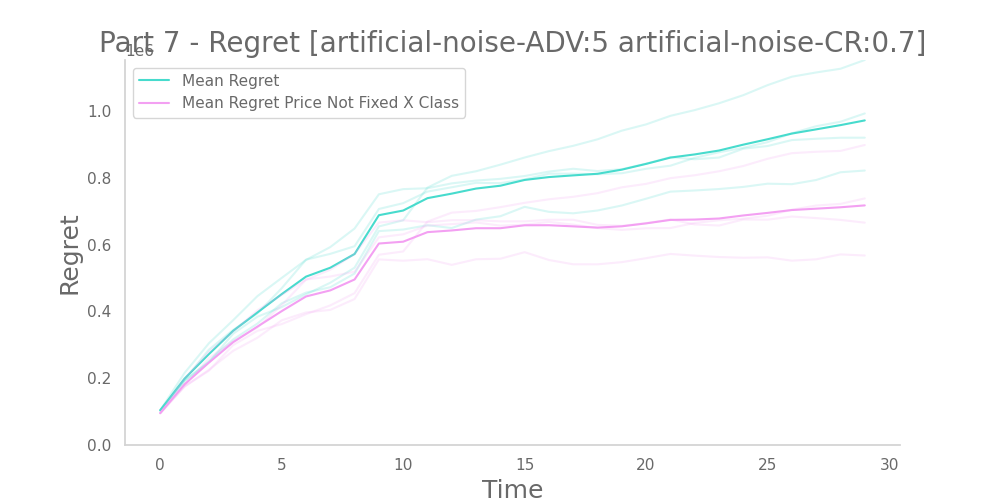 Part 7 - Regret [artificial-noise-ADV:5 artificial-noise-CR:0.7]
1e6
Mean Regret
Mean Regret Price Not Fixed X Class
1.0
0.8
0.6
0.4
0.2
0.0
Regret
0 5 10 15 20 25 30
Time